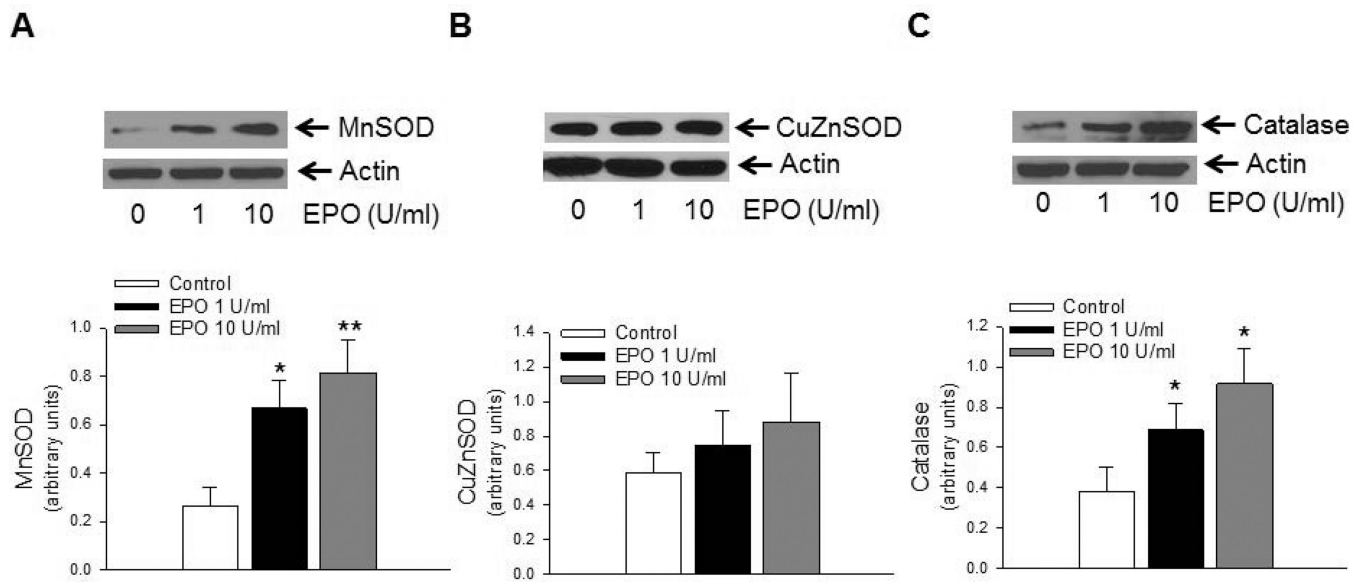 A
MnSOD
Actin
0 1 10 EPO (U/ml)
Control
EPO 1 U/ml
EPO 10 U/ml
MnSOD
(arbitrary units)
1.0
0.8
0.6
0.4
0.2
0.0
*
**
B
CuZnSOD
Actin
0 1 10 EPO (U/ml)
Control
EPO 1 U/ml
EPO 10 U/ml
CuZnSOD
(arbitrary units)
1.4
1.2
1.0
0.8
0.6
0.4
0.2
0.0
C
Catalase
Actin
0 1 10 EPO (U/ml)
Control
EPO 1 U/ml
EPO 10 U/ml
Catalase
(arbitrary units)
1.2
1.0
0.8
0.6
0.4
0.2
0.0
*
*